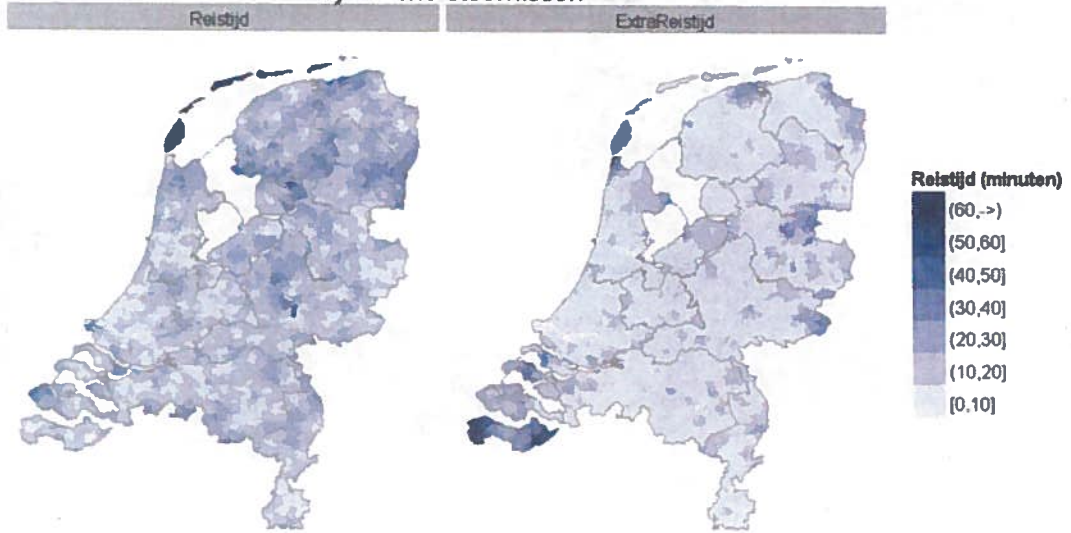 Reistijd
ExtraReistijd
Reistijd (minuten)
(60,->)
(50,60]
(40,50]
(30,40]
(20,30]
(10,20]
[0,10]